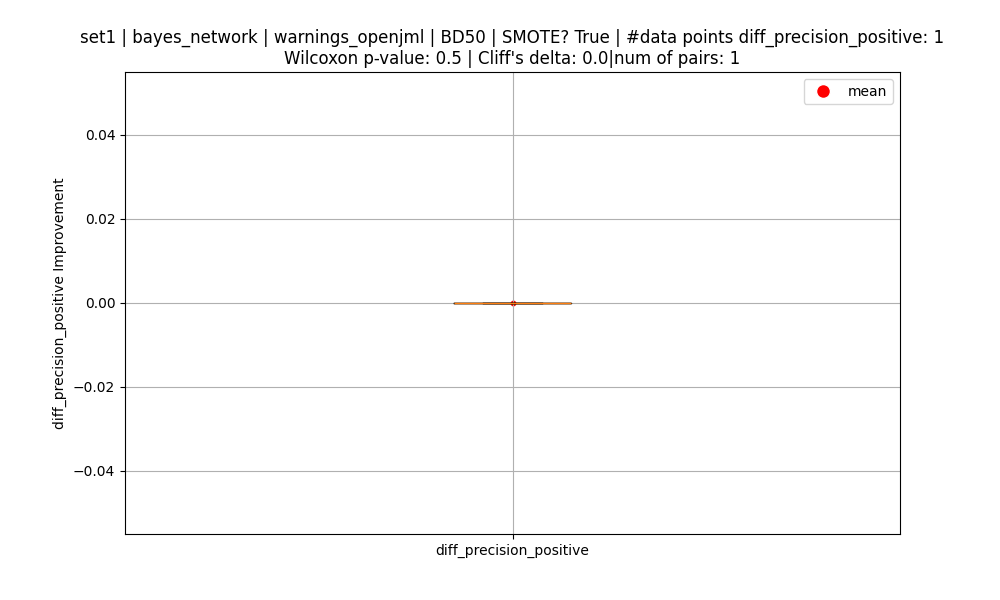 set1 | bayes_network | warnings_openjml | BD50 | SMOTE? True | #data points diff_precision_positive: 1
Wilcoxon p-value: 0.5 | Cliff's delta: 0.0|num of pairs: 1
mean
diff_precision_positive Improvement
0.04
0.02
0.00
−0.02
−0.04
diff_precision_positive